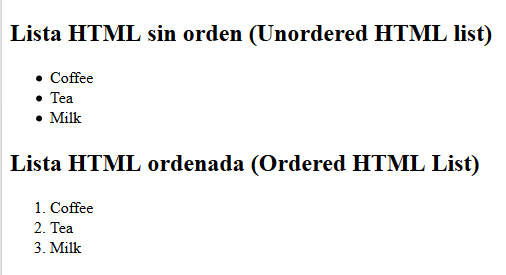 Lista HTML sin orden (Unordered HTML list)
• Coffee
• Tea
• Milk
Lista HTML ordenada (Ordered HTML List)
1. Coffee
2. Tea
3. Milk